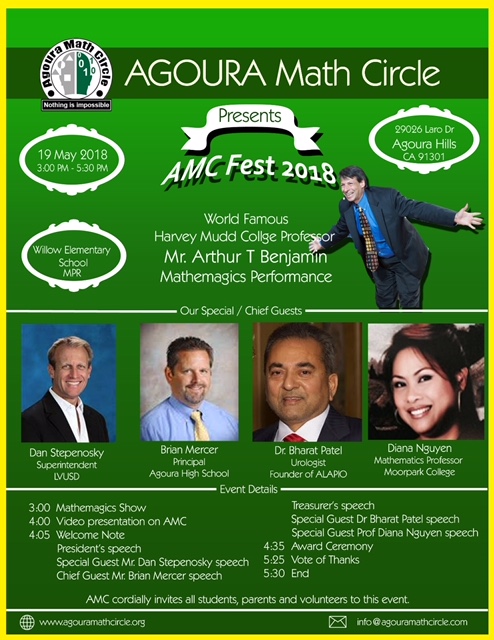 Agoura Math Circle
Nothing is impossible
AGOURA Math Circle
Presents
AMC Fest 2018
19 May 2018
3.00 PM - 5:30 PM
29026 Laro Dr
Agoura Hills
CA 91301
Willow Elementary
School
MPR
World Famous
Harvey Mudd Collge Professor
Mr. Arthur T Benjamin
Mathemagics Performance
Our Special / Chief Guests
Dan Stepenosky
Superintendent
LVUSD
Brian Mercer
Principal
Agoura High School
Dr. Bharat Patel
Urologist
Founder of ALAPIO
Diana Nguyen
Mathematics Professor
Moorpark College
Event Details
3:00 Mathemagics Show
4:00 Video presentation on AMC
4:05 Welcome Note
President's speech
Special Guest Mr. Dan Stepenosky speech
Chief Guest Mr. Brian Mercer speech
Treasurer's speech
Special Guest Dr Bharat Patel speech
Special Guest Prof Diana Nguyen speech
4:35 Award Ceremony
5:25 Vote of Thanks
5:30 End
AMC cordially invites all students, parents and volunteers to this event.
www.agouramathcircle.org
info@agouramathcircle.com